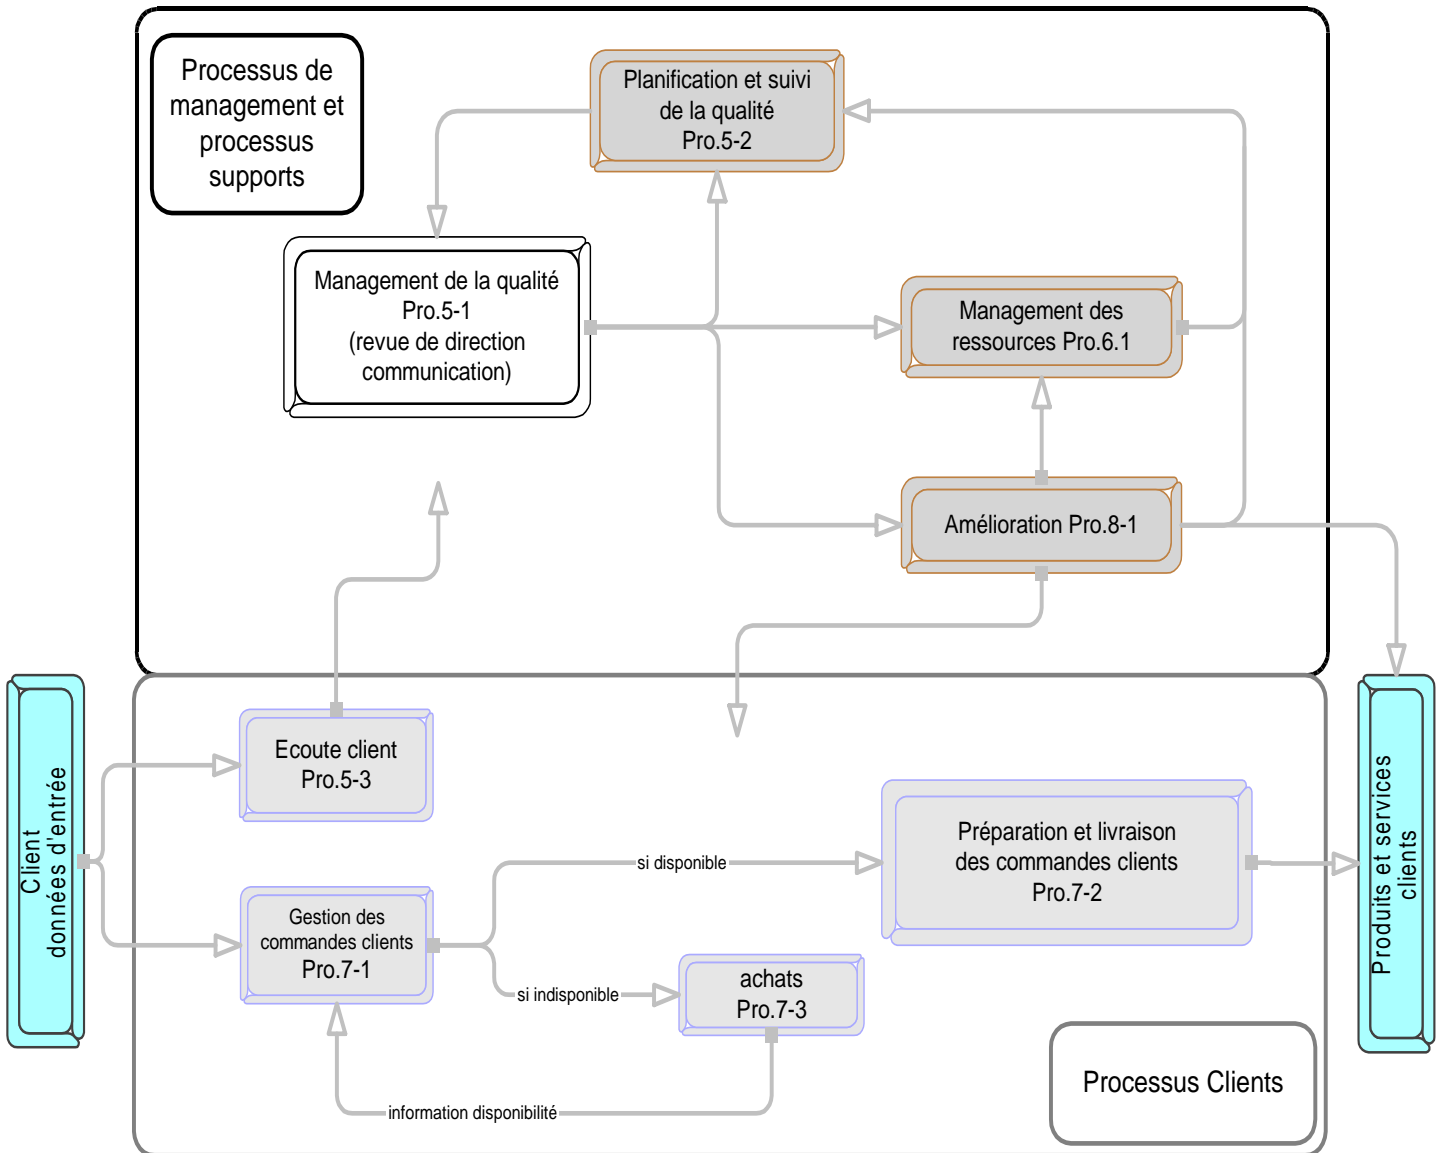 Processus de
management et
processus
supports
Planification et suivi
de la qualité
Pro.5-2
Management de la qualité
Pro.5-1
(revue de direction
communication)
Management des
ressources Pro.6.1
Amélioration Pro.8-1
Client
données d'entrée
Ecoute client
Pro.5-3
Gestion des
commandes clients
Pro.7-1
si disponible
si indisponible
achats
Pro.7-3
information disponibilité
Préparation et livraison
des commandes clients
Pro.7-2
Produits et services
clients
Processus Clients